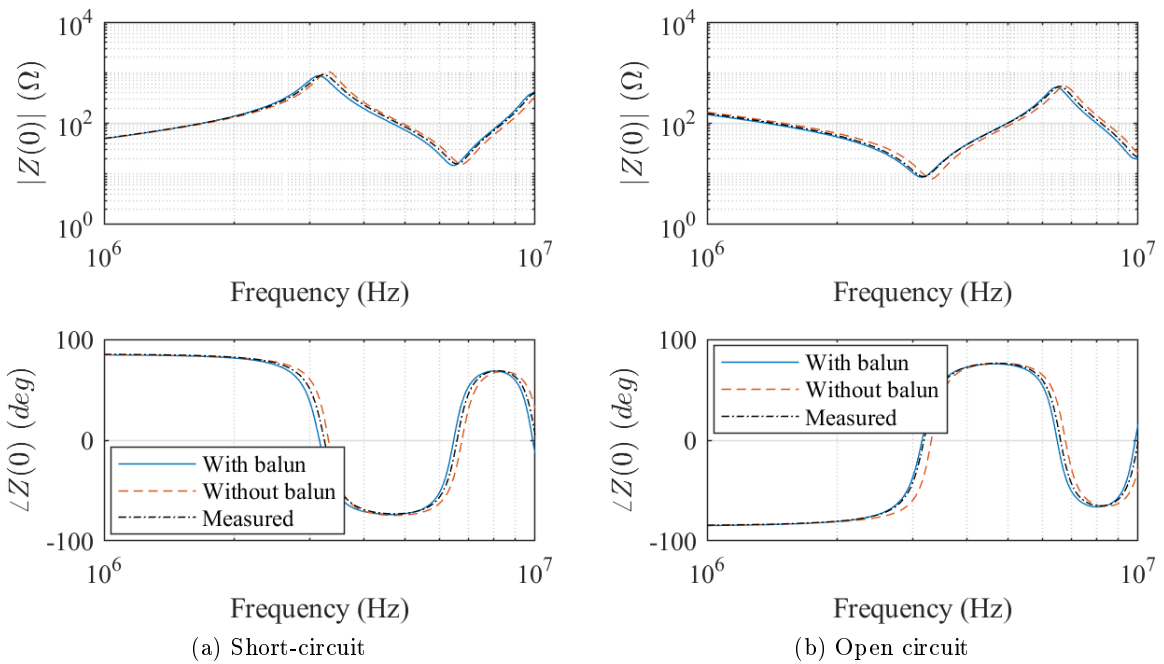 10^4
10^2
10^0
|Z(0)| (Ω)
10^6
10^7
Frequency (Hz)
10^4
10^2
10^0
|Z(0)| (Ω)
10^6
10^7
Frequency (Hz)
100
0
-100
∠Z(0) (deg)
With balun
Without balun
Measured
10^6
10^7
Frequency (Hz)
(a) Short-circuit
100
0
-100
∠Z(0) (deg)
With balun
Without balun
Measured
10^6
10^7
Frequency (Hz)
(b) Open circuit